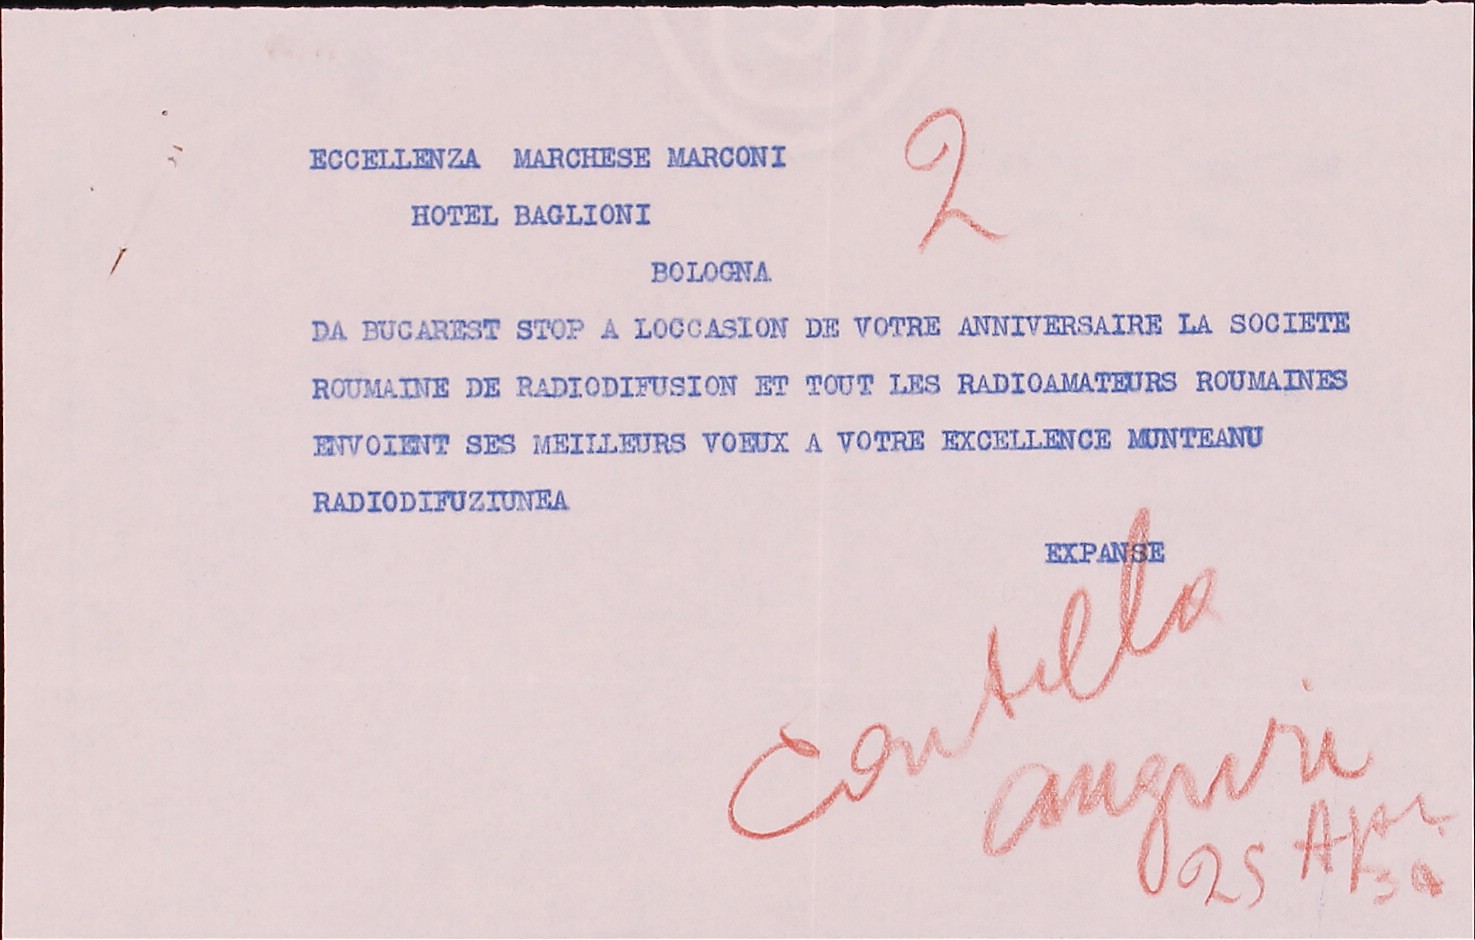 ECCELLENZA MARCHESE MARCONI
2
HOTEL BAGLIONI
BOLOGNA
DA BUCAREST STOP A LOCCASION DE VOTRE ANNIVERSAIRE LA SOCIETE
ROUMAINE DE RADIODIFUSION ET TOUT LES RADIOAMATEURS ROUMAINES
ENVOIENT SES MEILLEURS VOEUX A VOTRE EXCELLENCE MUNTEANU
RADIODIFUZIUNEA
EXPANSE
auguri
25 Apr.